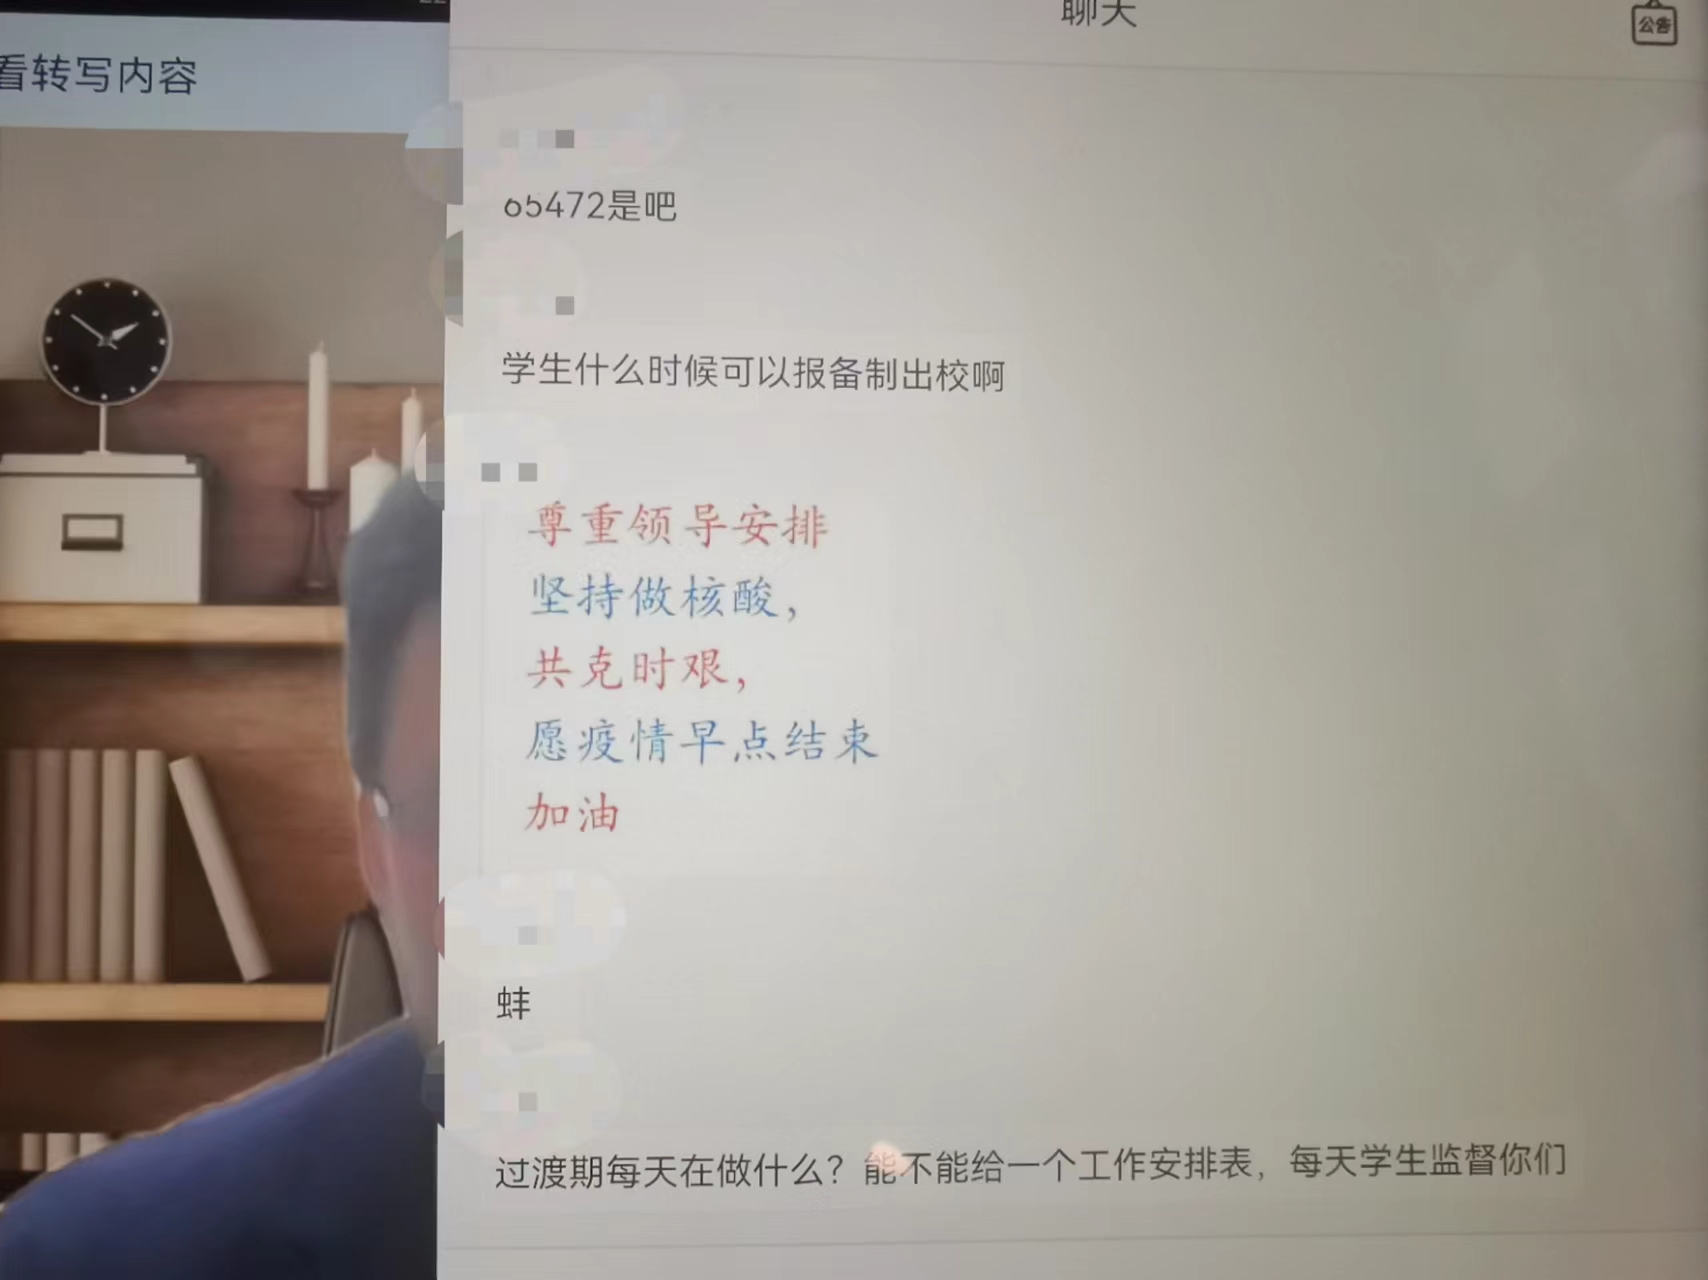 看转写内容
聊天
公告
65472是吧
学生什么时候可以报备制出校啊
尊重领导安排
坚持做核酸，
共克时艰，
愿疫情早点结束
加油
蚌
过渡期每天在做什么？能不能给一个工作安排表，每天学生监督你们